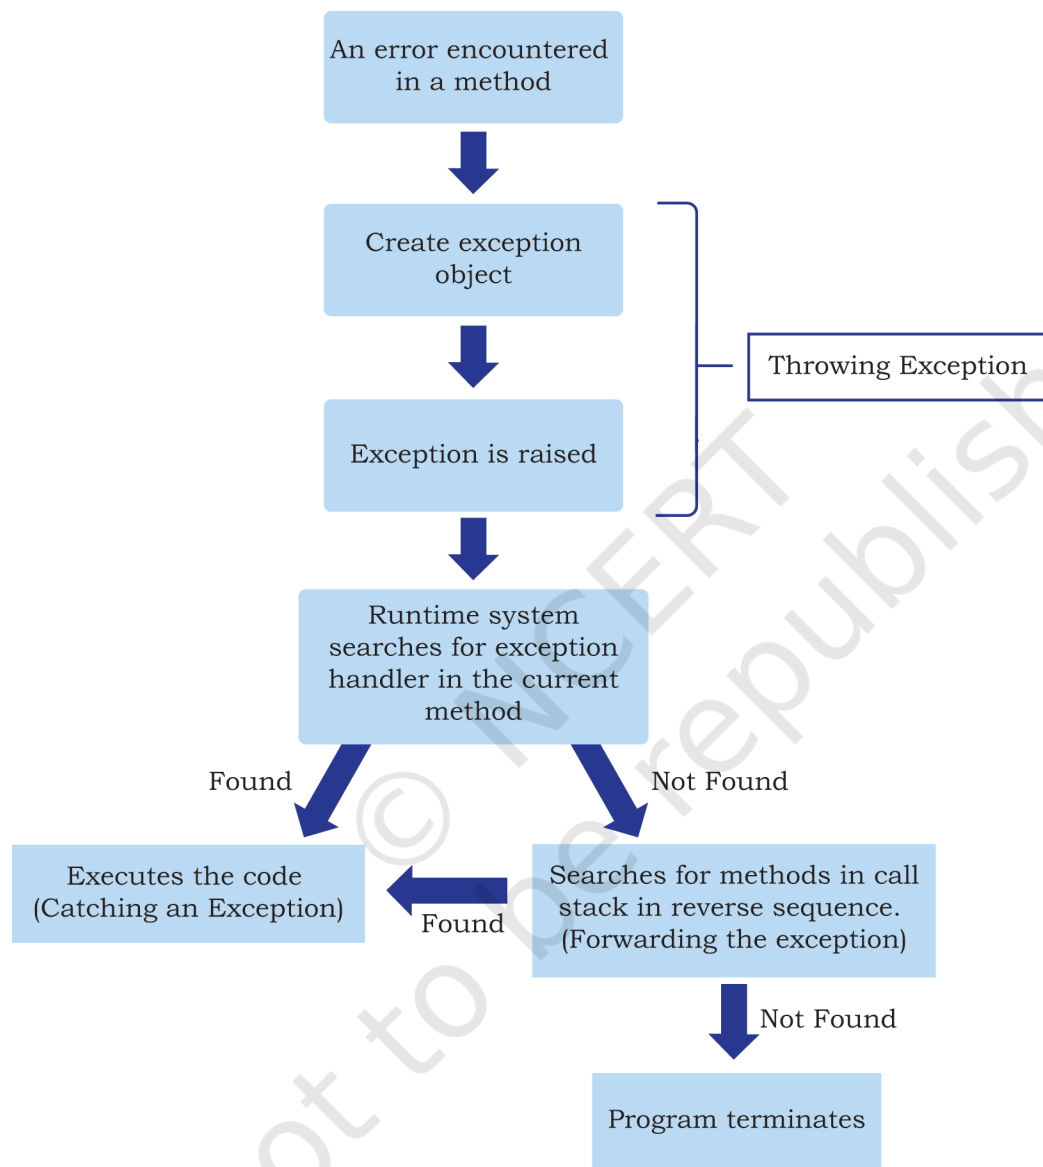 An error encountered
in a method
Create exception
object
Throwing Exception
Exception is raised
Runtime system
searches for exception
handler in the current
method
Found
Not Found
Executes the code
(Catching an Exception)
Found
Searches for methods in call
stack in reverse sequence.
(Forwarding the exception)
Not Found
Program terminates
© NCERT
not to be republish